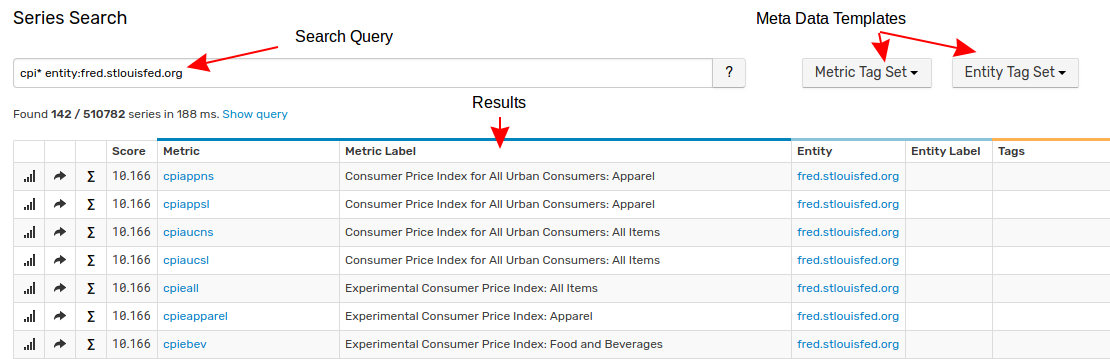 Series Search
Search Query
Meta Data Templates
cpi* entity:fred.stlouisfed.org ?
Metric Tag Set
Entity Tag Set
Found 142 / 510782 series in 188 ms. Show query
Results
Score Metric Metric Label Entity Entity Label Tags
Σ 10.166 cpiappns Consumer Price Index for All Urban Consumers: Apparel fred.stlouisfed.org
Σ 10.166 cpiappsl Consumer Price Index for All Urban Consumers: Apparel fred.stlouisfed.org
Σ 10.166 cpiaucns Consumer Price Index for All Urban Consumers: All Items fred.stlouisfed.org
Σ 10.166 cpiaucsl Consumer Price Index for All Urban Consumers: All Items fred.stlouisfed.org
Σ 10.166 cpieall Experimental Consumer Price Index: All Items fred.stlouisfed.org
Σ 10.166 cpieapparel Experimental Consumer Price Index: Apparel fred.stlouisfed.org
Σ 10.166 cpiebev Experimental Consumer Price Index: Food and Beverages fred.stlouisfed.org